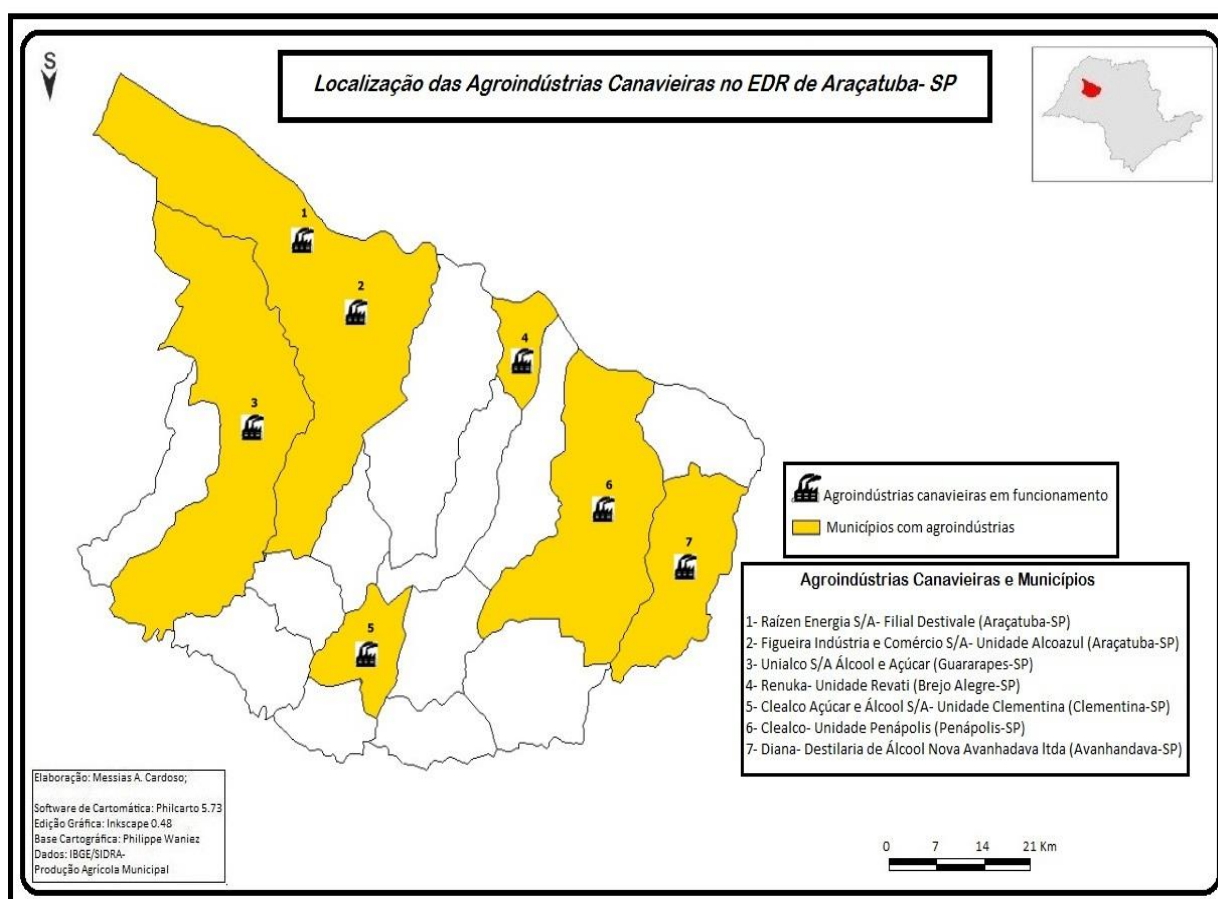 S
Localização das Agroindústrias Canavieiras no EDR de Araçatuba- SP
1
2
3
4
5
6
7
Agroindústrias canavieiras em funcionamento
Municípios com agroindústrias
Agroindústrias Canavieiras e Municípios
1- Raízen Energia S/A- Filial Destivale (Araçatuba-SP)
2- Figueira Indústria e Comércio S/A- Unidade Alcoazul (Araçatuba-SP)
3- Unialco S/A Álcool e Açúcar (Guararapes-SP)
4- Renuka- Unidade Revati (Brejo Alegre-SP)
5- Clealco Açúcar e Álcool S/A- Unidade Clementina (Clementina-SP)
6- Clealco- Unidade Penápolis (Penápolis-SP)
7- Diana- Destilaria de Álcool Nova Avanhadava ltda (Avanhandava-SP)
Elaboração: Messias A. Cardoso;
Software de Cartomática: Philcarto 5.73
Edição Gráfica: Inkscape 0.48
Base Cartográfica: Philippe Waniez
Dados: IBGE/SIDRA-
Produção Agrícola Municipal
0 7 14 21 Km